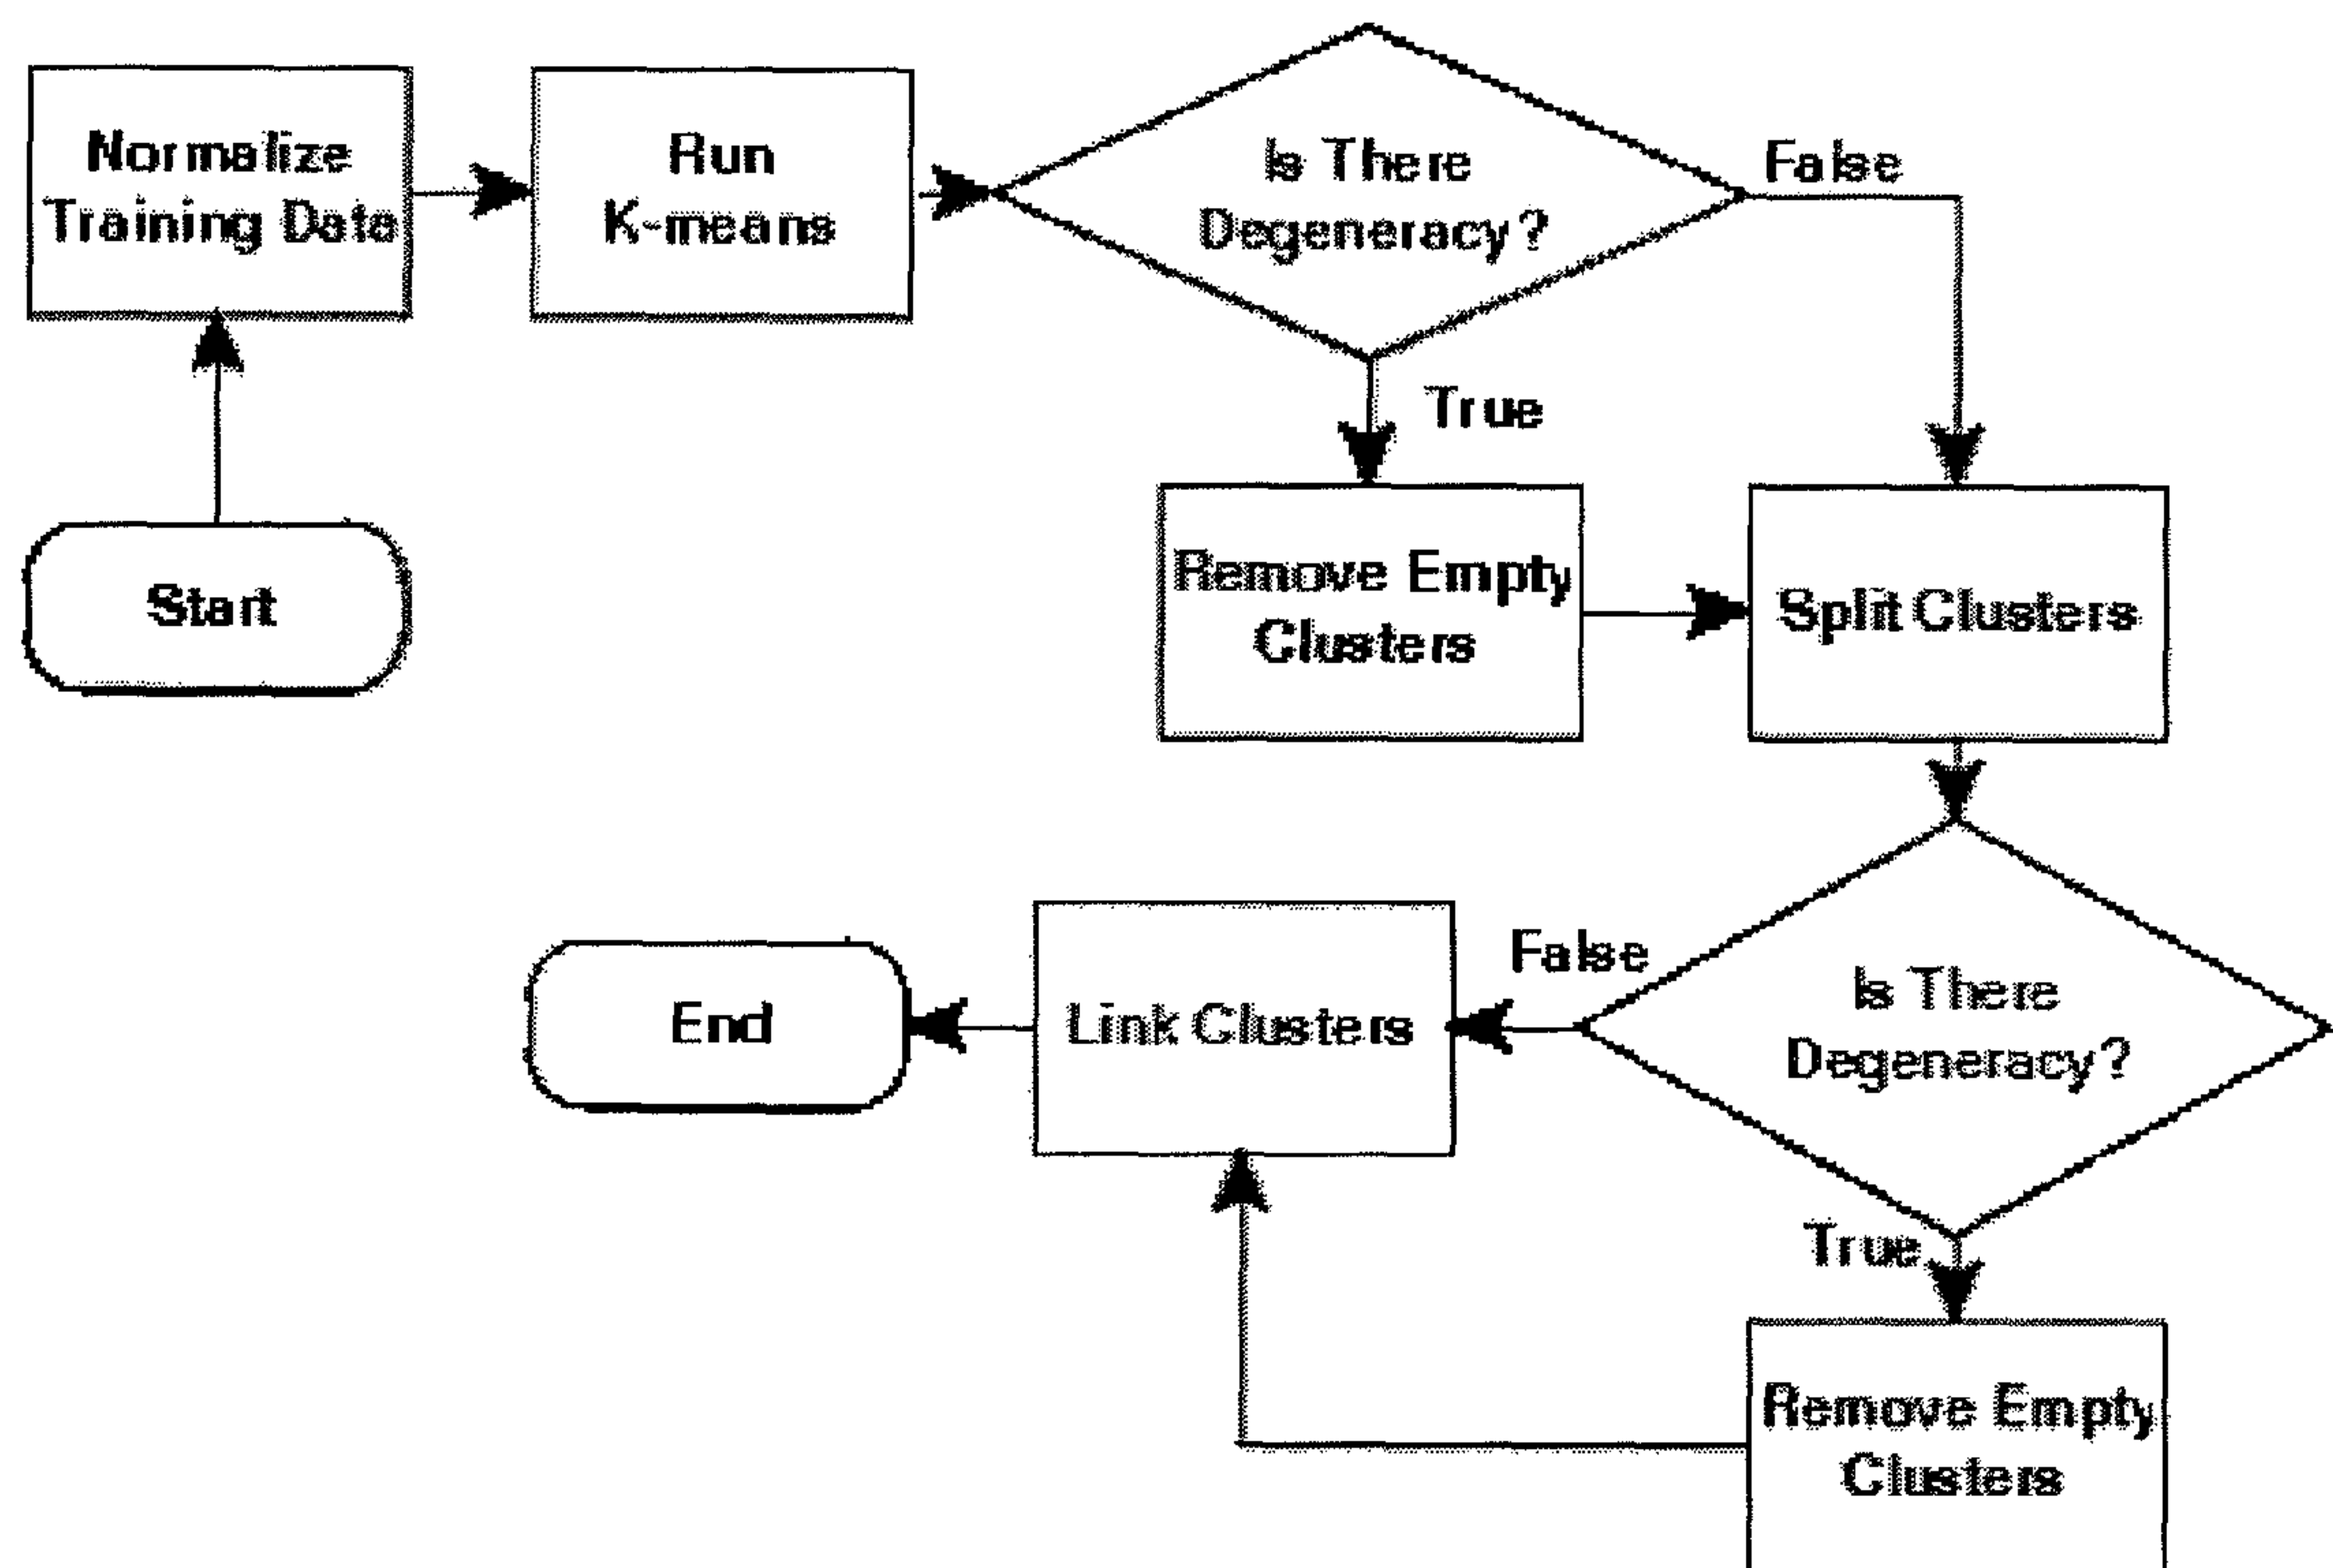 Normalize
Training Data
Run
K-means
Is There
Degeneracy?
False
True
Start
Remove Empty
Clusters
Split Clusters
End
Link Clusters
False
Is There
Degeneracy?
True
Remove Empty
Clusters